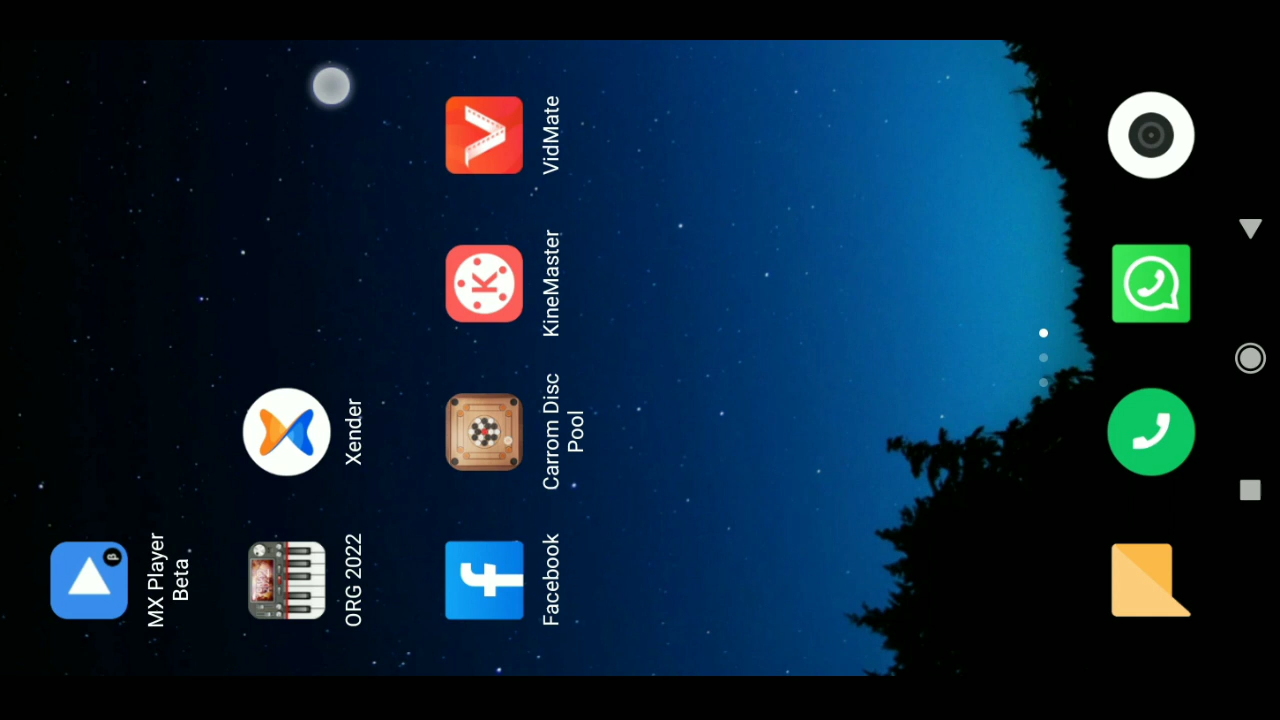 MX Player
Beta
ORG 2022
Xender
Facebook
Carrom Disc
Pool
KineMaster
VidMate